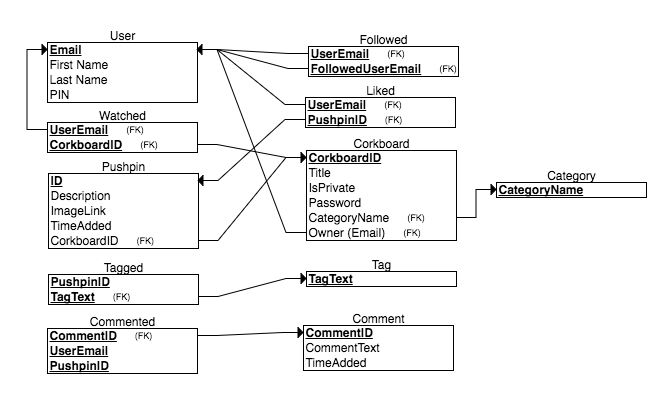 User
Email
First Name
Last Name
PIN
Followed
UserEmail (FK)
FollowedUserEmail (FK)
Liked
UserEmail (FK)
PushpinID (FK)
Watched
UserEmail (FK)
CorkboardID (FK)
Corkboard
CorkboardID
Title
IsPrivate
Password
CategoryName (FK)
Owner (Email) (FK)
Category
CategoryName
Pushpin
ID
Description
ImageLink
TimeAdded
CorkboardID (FK)
Tagged
PushpinID
TagText (FK)
Tag
TagText
Commented
CommentID (FK)
UserEmail
PushpinID
Comment
CommentID
CommentText
TimeAdded